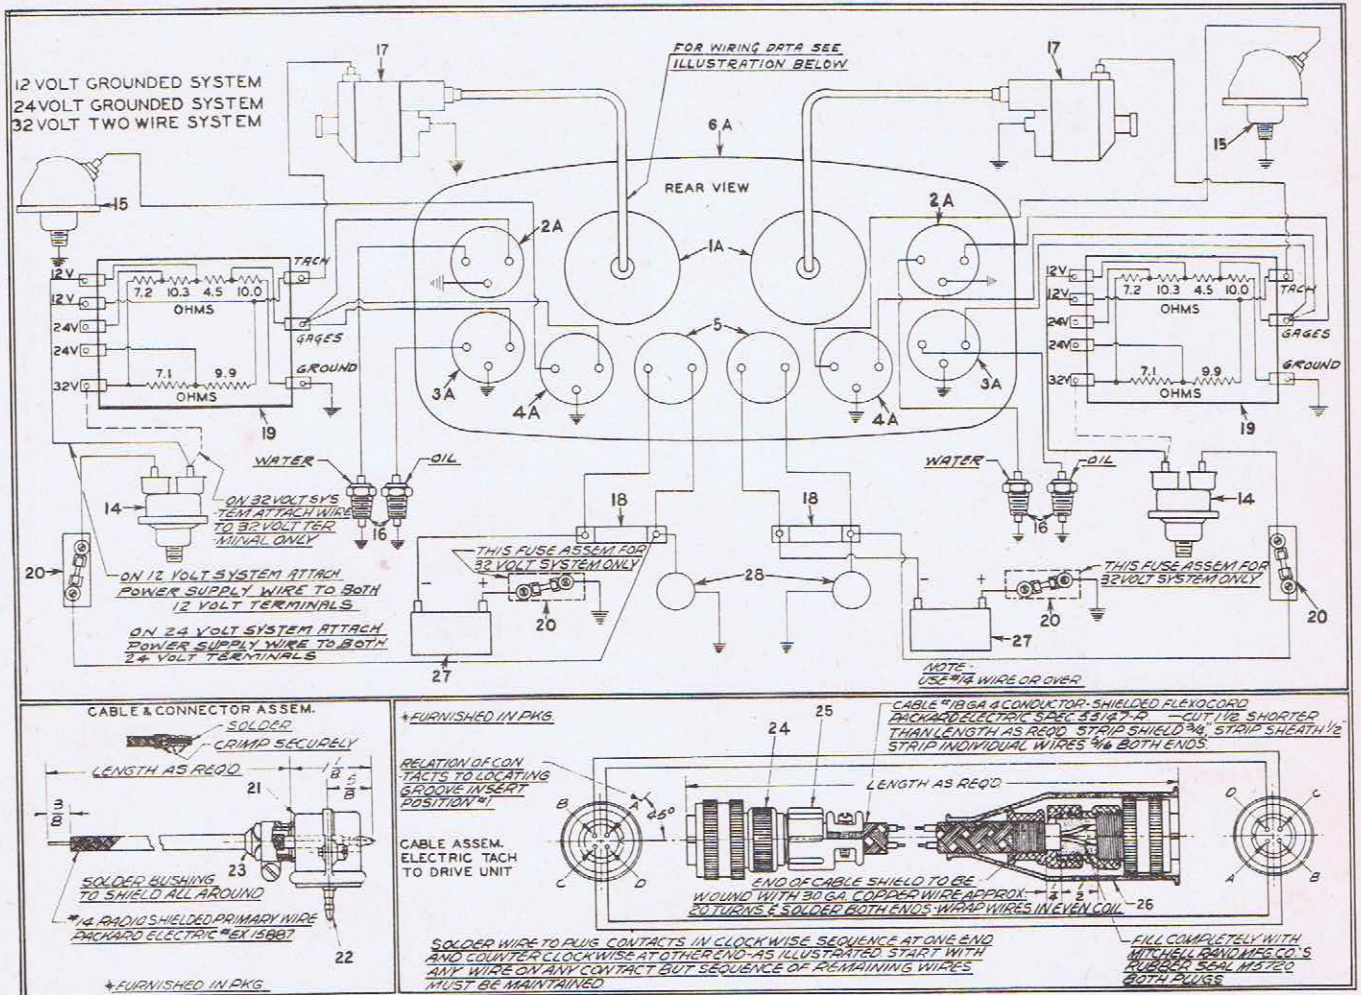 12 VOLT GROUNDED SYSTEM
24 VOLT GROUNDED SYSTEM
32 VOLT TWO WIRE SYSTEM
17
FOR WIRING DATA SEE
ILLUSTRATION BELOW
17
6A
15
15
REAR VIEW
2A
1A
2A
TACH
12V
12V
24V
24V
32V
7.2 10.3 4.5 10.0
OHMS
GAGES
7.1 9.9
OHMS
GROUND
19
3A
4A
5
4A
3A
12V
12V
24V
24V
32V
7.2 10.3 4.5 10.0
OHMS
TACH
GAGES
7.1 9.9
OHMS
GROUND
19
WATER
OIL
16
14
ON 32 VOLT SYS
-TEM ATTACH WIRE
TO 32 VOLT TER
MINAL ONLY
18
18
WATER
OIL
16
14
20
ON 12 VOLT SYSTEM ATTACH
POWER SUPPLY WIRE TO BOTH
12 VOLT TERMINALS
THIS FUSE ASSEM FOR
32 VOLT SYSTEM ONLY
- +
20
28
- +
THIS FUSE ASSEM FOR
32 VOLT SYSTEM ONLY
20
20
ON 24 VOLT SYSTEM ATTACH
POWER SUPPLY WIRE TO BOTH
24 VOLT TERMINALS
27
27
NOTE-
USE #14 WIRE OR OVER
CABLE & CONNECTOR ASSEM.
SOLDER
CRIMP SECURELY
LENGTH AS REQD
1 1/8
5/8
3/8
21
23
SOLDER BUSHING
TO SHIELD ALL AROUND
#14 RADIO SHIELDED PRIMARY WIRE
PACKARD ELECTRIC #EX 15887
22
*FURNISHED IN PKG
*FURNISHED IN PKG.
24
25
CABLE #18 GA 4 CONDUCTOR-SHIELDED FLEXOCORD
PACKARD ELECTRIC SPEC 55147-R - CUT 1 1/2 SHORTER
THAN LENGTH AS REQD STRIP SHIELD 3/4" STRIP SHEATH 1/2"
STRIP INDIVIDUAL WIRES 3/16 BOTH ENDS.
RELATION OF CON
-TACTS TO LOCATING
GROOVE INSERT
POSITION #1
LENGTH AS REQ'D
B
A
45°
C
D
CABLE ASSEM.
ELECTRIC TACH
TO DRIVE UNIT
D
C
A
B
END OF CABLE SHIELD TO BE
WOUND WITH 30 GA. COPPER WIRE APPROX.
20 TURNS & SOLDER BOTH ENDS-WRAP WIRES IN EVEN COIL
26
SOLDER WIRE TO PLUG CONTACTS IN CLOCKWISE SEQUENCE AT ONE END
AND COUNTER CLOCKWISE AT OTHER END-AS ILLUSTRATED START WITH
ANY WIRE ON ANY CONTACT BUT SEQUENCE OF REMAINING WIRES
MUST BE MAINTAINED
FILL COMPLETELY WITH
MITCHELL RAND MFG. CO.'S
RUBBER SEAL M5720
BOTH PLUGS